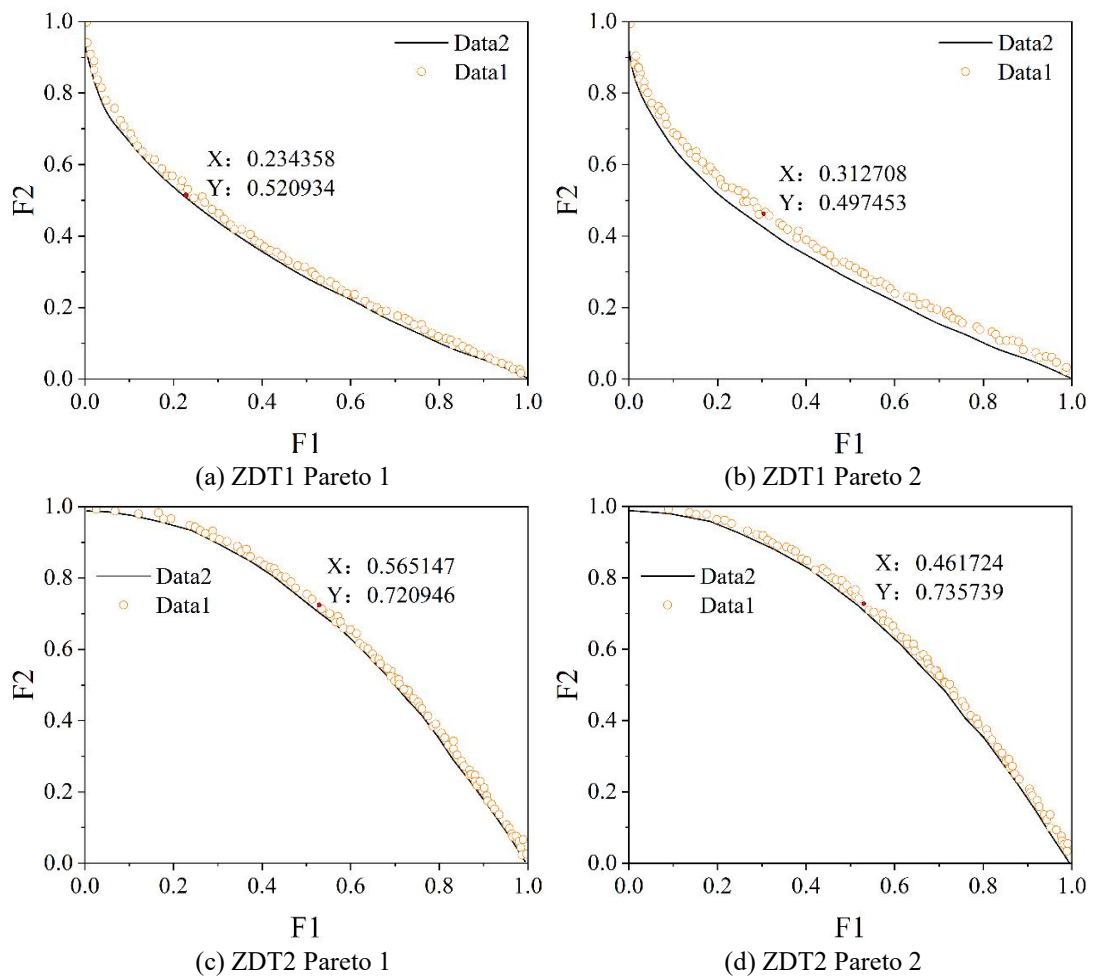 1.0
0.8
0.6
0.4
0.2
0.0
F2
Data2
Data1
X：0.234358
Y：0.520934
0.0 0.2 0.4 0.6 0.8 1.0
F1
(a) ZDT1 Pareto 1
1.0
0.8
0.6
0.4
0.2
0.0
F2
Data2
Data1
X：0.312708
Y：0.497453
0.0 0.2 0.4 0.6 0.8 1.0
F1
(b) ZDT1 Pareto 2
1.0
0.8
0.6
0.4
0.2
0.0
F2
Data2
Data1
X：0.565147
Y：0.720946
0.0 0.2 0.4 0.6 0.8 1.0
F1
(c) ZDT2 Pareto 1
1.0
0.8
0.6
0.4
0.2
0.0
F2
Data2
Data1
X：0.461724
Y：0.735739
0.0 0.2 0.4 0.6 0.8 1.0
F1
(d) ZDT2 Pareto 2